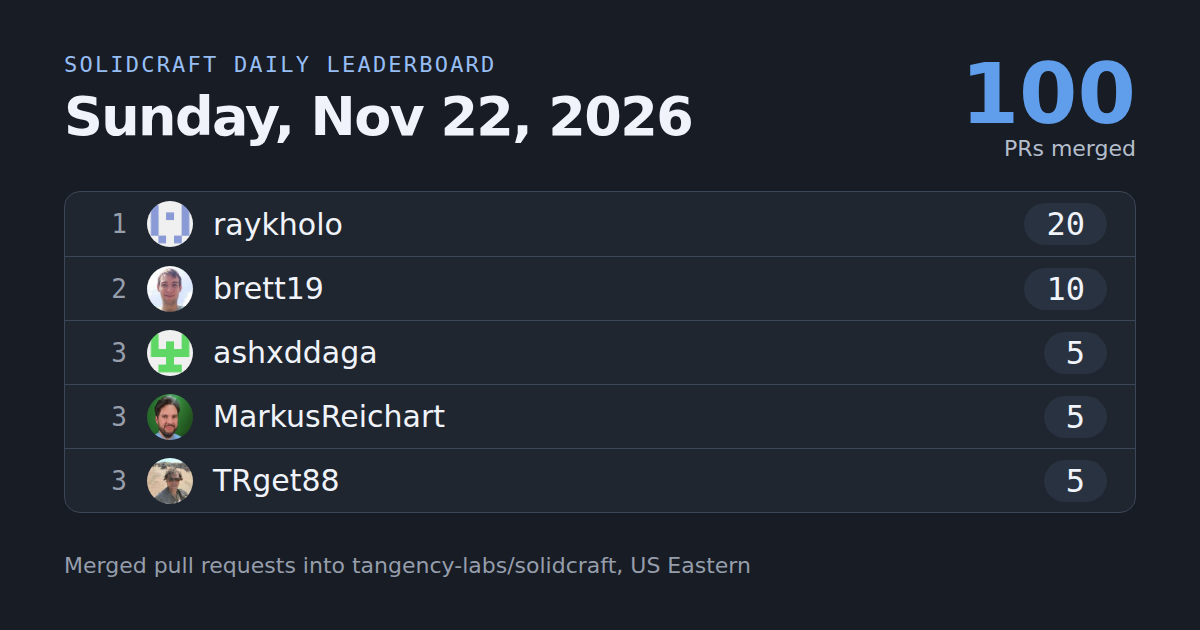 SOLIDCRAFT DAILY LEADERBOARD
Sunday, Nov 22, 2026
100
PRs merged
1 raykholo 20
2 brett19 10
3 ashxddaga 5
3 MarkusReichart 5
3 TRget88 5
Merged pull requests into tangency-labs/solidcraft, US Eastern